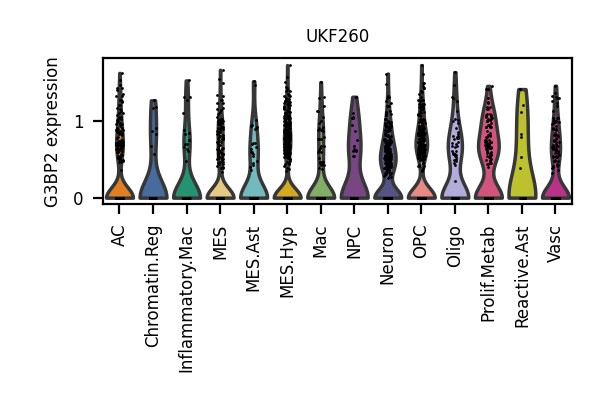 UKF260
G3BP2 expression
1
0
AC
Chromatin.Reg
Inflammatory.Mac
MES
MES.Ast
MES.Hyp
Mac
NPC
Neuron
OPC
Oligo
Prolif.Metab
Reactive.Ast
Vasc